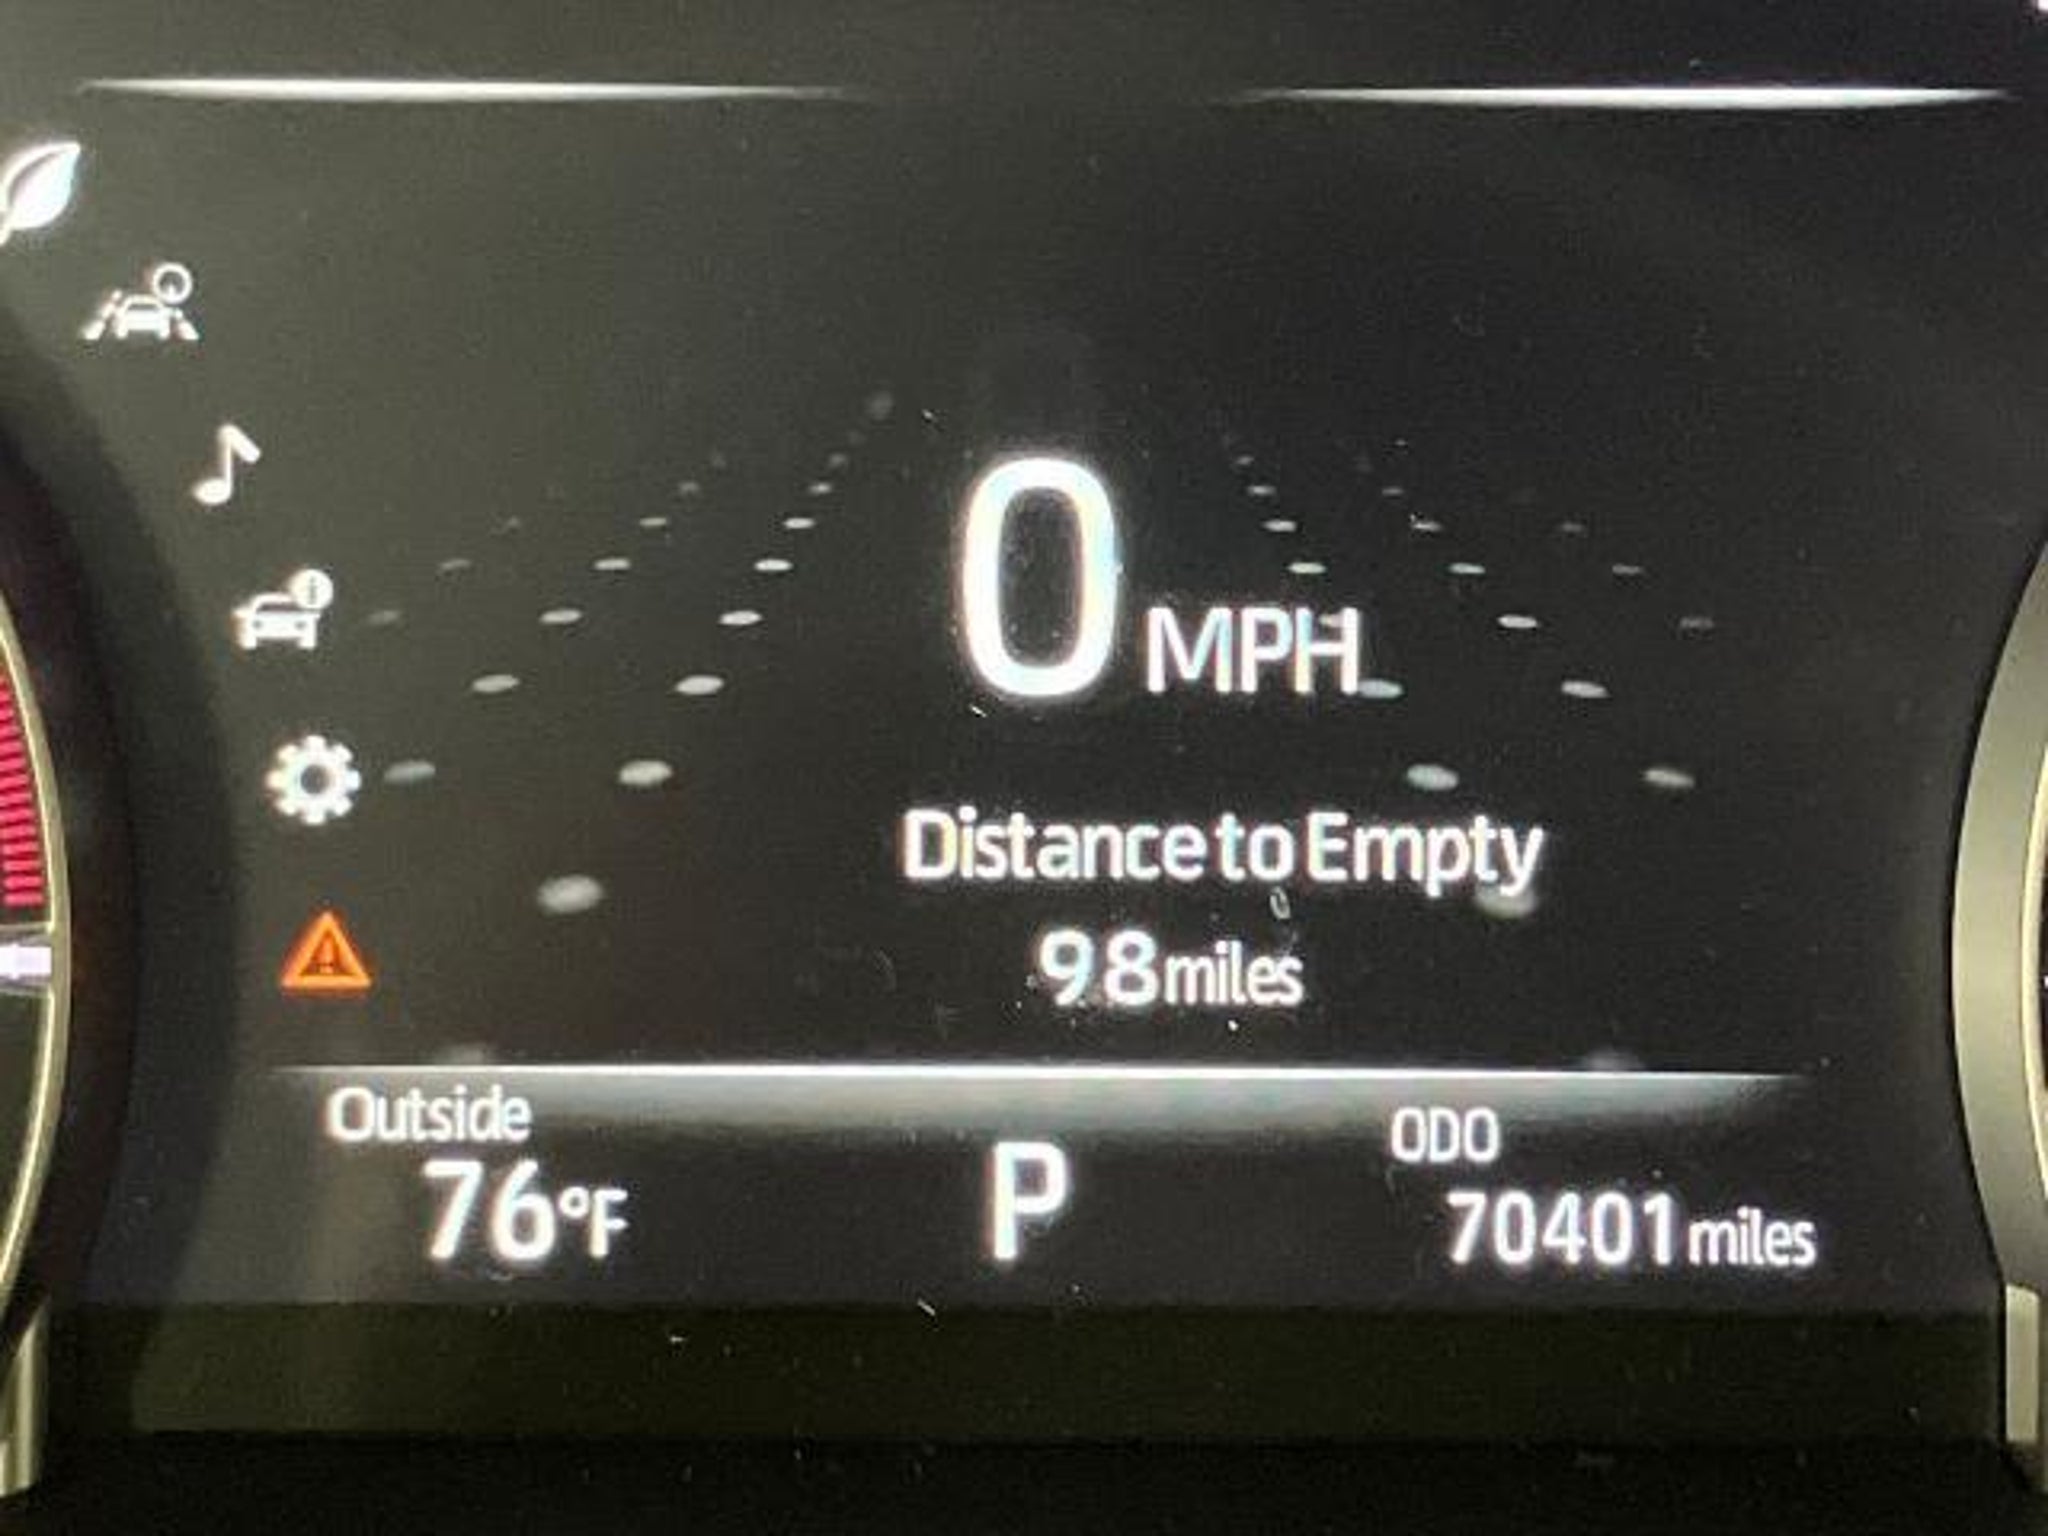 0 MPH
Distance to Empty
98 miles
Outside
76°F
P
ODO
70401 miles